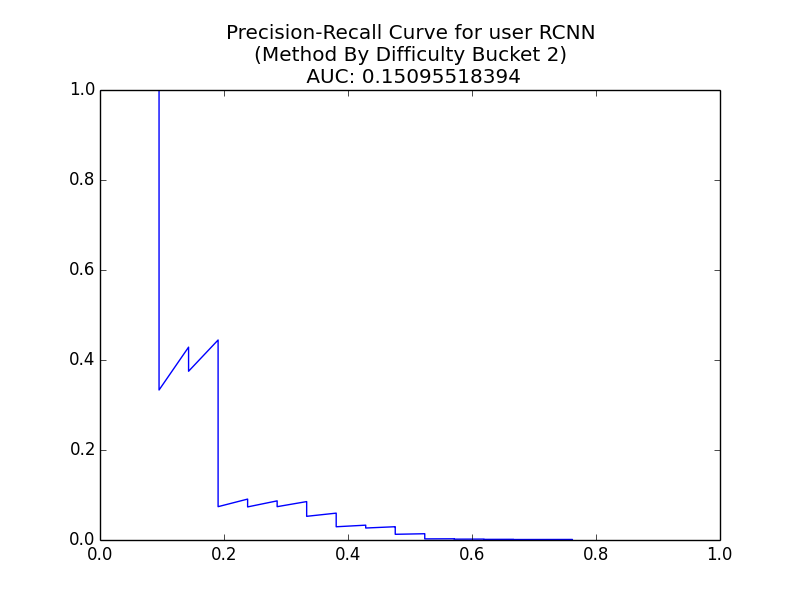 Precision-Recall Curve for user RCNN
(Method By Difficulty Bucket 2)
AUC: 0.15095518394
1.0
0.8
0.6
0.4
0.2
0.0
0.0 0.2 0.4 0.6 0.8 1.0